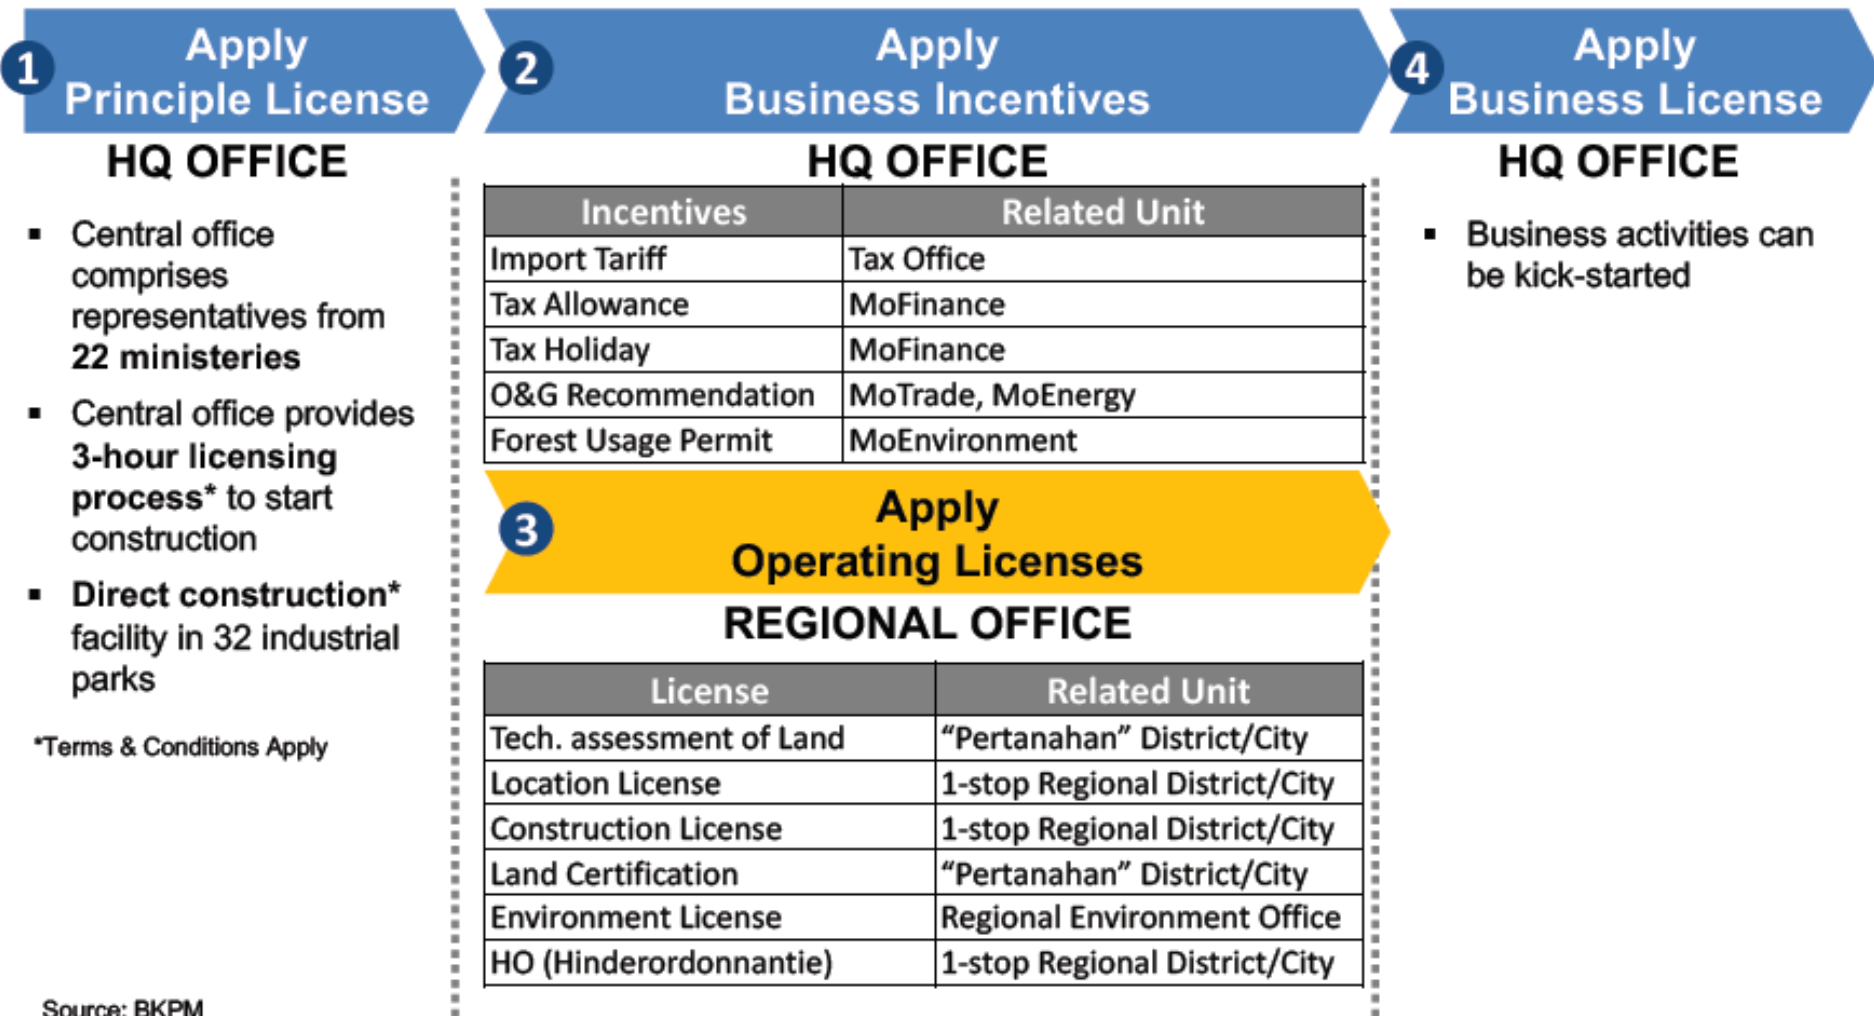 1
Apply
Principle License
HQ OFFICE
▪ Central office
comprises
representatives from
22 ministeries
▪ Central office provides
3-hour licensing
process* to start
construction
▪ Direct construction*
facility in 32 industrial
parks
*Terms & Conditions Apply
Source: BKPM
2
Apply
Business Incentives
HQ OFFICE
Incentives Related Unit
Import Tariff Tax Office
Tax Allowance MoFinance
Tax Holiday MoFinance
O&G Recommendation MoTrade, MoEnergy
Forest Usage Permit MoEnvironment
3
Apply
Operating Licenses
REGIONAL OFFICE
License Related Unit
Tech. assessment of Land “Pertanahan” District/City
Location License 1-stop Regional District/City
Construction License 1-stop Regional District/City
Land Certification “Pertanahan” District/City
Environment License Regional Environment Office
HO (Hinderordonnantie) 1-stop Regional District/City
4
Apply
Business License
HQ OFFICE
▪ Business activities can
be kick-started